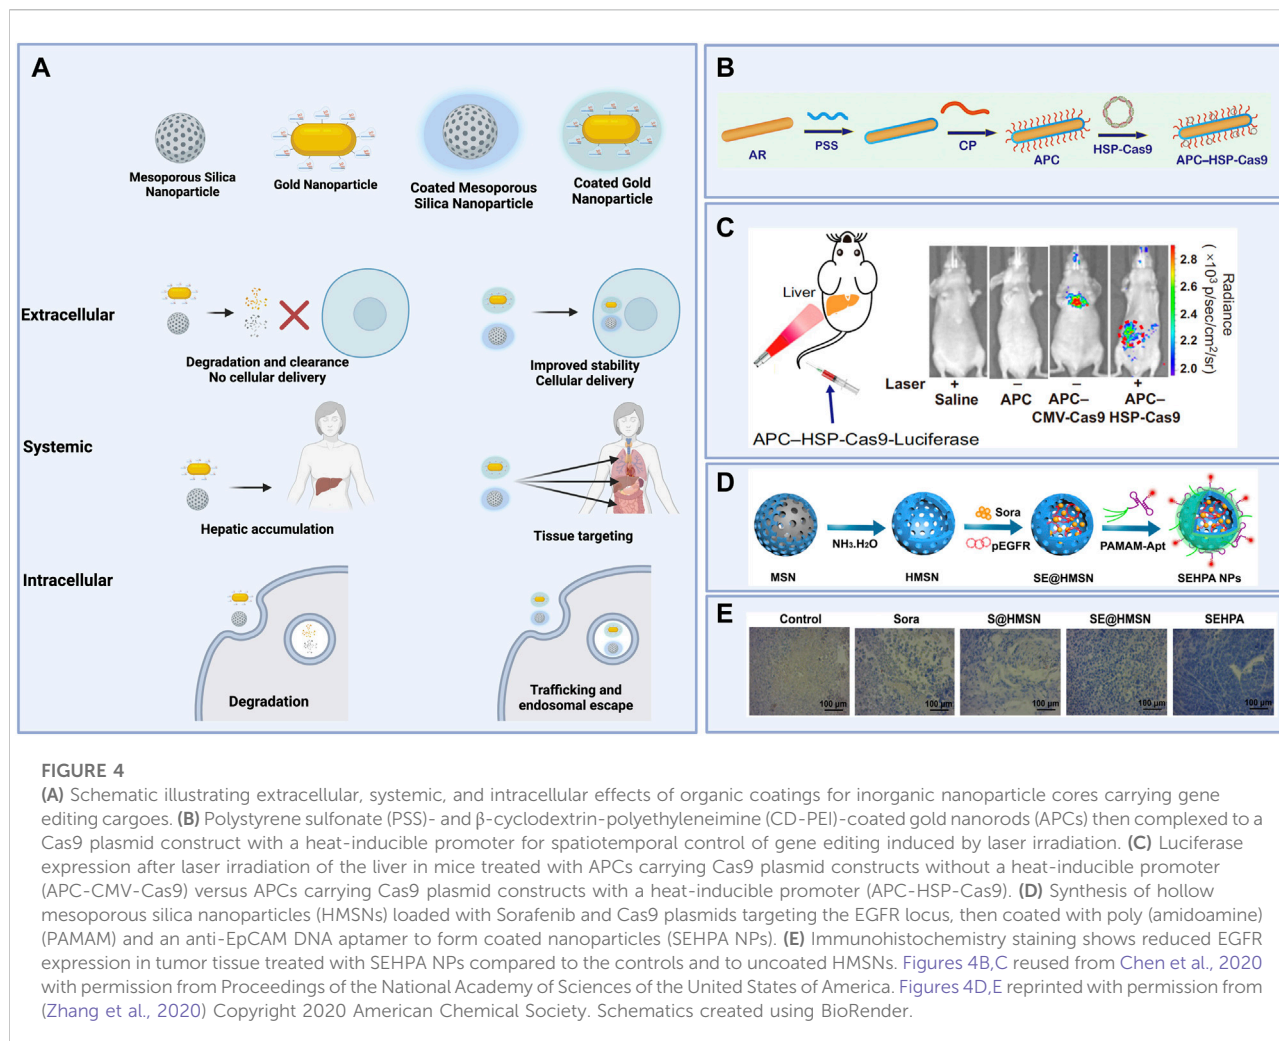 A
Mesoporous Silica
Nanoparticle
Gold Nanoparticle
Coated Mesoporous
Silica Nanoparticle
Coated Gold
Nanoparticle
Extracellular
Degradation and clearance
No cellular delivery
Improved stability
Cellular delivery
Systemic
Hepatic accumulation
Tissue targeting
Intracellular
Degradation
Trafficking and
endosomal escape
B
AR
PSS
CP
APC
HSP-Cas9
APC–HSP-Cas9
C
Liver
APC–HSP-Cas9-Luciferase
Laser + − − +
Saline APC APC–CMV-Cas9 APC–HSP-Cas9
2.8
2.6
2.4
2.2
2.0
Radiance
(×10³ p/sec/cm²/sr)
D
MSN
NH₃.H₂O
HMSN
Sora
pEGFR
SE@HMSN
PAMAM-Apt
SEHPA NPs
E
Control Sora S@HMSN SE@HMSN SEHPA
100 µm 100 µm 100 µm 100 µm 100 µm
FIGURE 4
(A) Schematic illustrating extracellular, systemic, and intracellular effects of organic coatings for inorganic nanoparticle cores carrying gene
editing cargoes. (B) Polystyrene sulfonate (PSS)- and β-cyclodextrin-polyethyleneimine (CD-PEI)-coated gold nanorods (APCs) then complexed to a
Cas9 plasmid construct with a heat-inducible promoter for spatiotemporal control of gene editing induced by laser irradiation. (C) Luciferase
expression after laser irradiation of the liver in mice treated with APCs carrying Cas9 plasmid constructs without a heat-inducible promoter
(APC-CMV-Cas9) versus APCs carrying Cas9 plasmid constructs with a heat-inducible promoter (APC-HSP-Cas9). (D) Synthesis of hollow
mesoporous silica nanoparticles (HMSNs) loaded with Sorafenib and Cas9 plasmids targeting the EGFR locus, then coated with poly (amidoamine)
(PAMAM) and an anti-EpCAM DNA aptamer to form coated nanoparticles (SEHPA NPs). (E) Immunohistochemistry staining shows reduced EGFR
expression in tumor tissue treated with SEHPA NPs compared to the controls and to uncoated HMSNs. Figures 4B,C reused from Chen et al., 2020
with permission from Proceedings of the National Academy of Sciences of the United States of America. Figures 4D,E reprinted with permission from
(Zhang et al., 2020) Copyright 2020 American Chemical Society. Schematics created using BioRender.